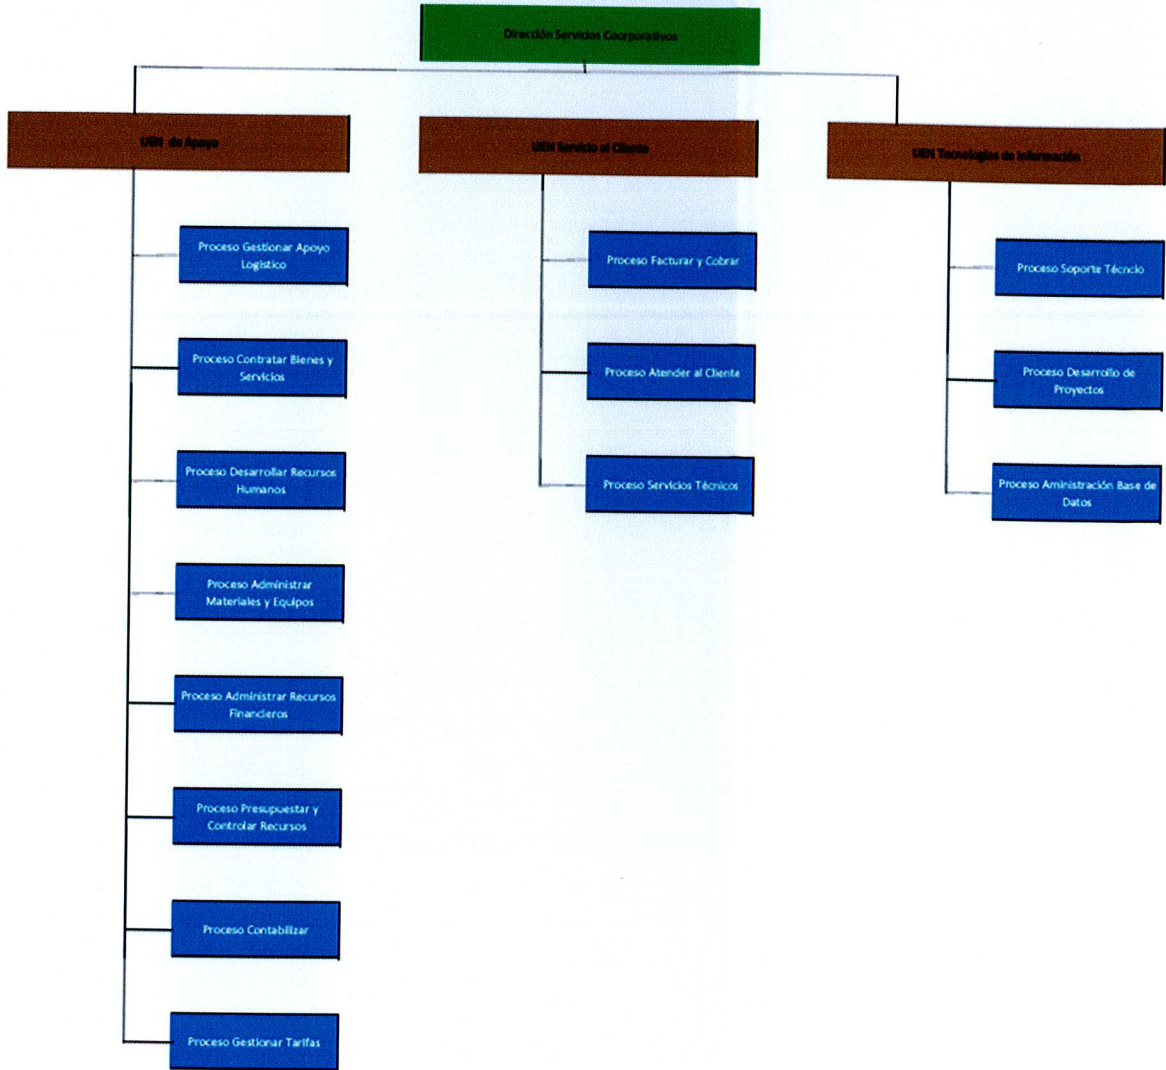 Dirección Servicios Coorporativos
UEN de Apoyo
UEN Servicio al Cliente
UEN Tecnologías de Información
Proceso Gestionar Apoyo
Logístico
Proceso Contratar Bienes y
Servicios
Proceso Desarrollar Recursos
Humanos
Proceso Administrar
Materiales y Equipos
Proceso Administrar Recursos
Financieros
Proceso Presupuestar y
Controlar Recursos
Proceso Contabilizar
Proceso Gestionar Tarifas
Proceso Facturar y Cobrar
Proceso Atender al Cliente
Proceso Servicios Técnicos
Proceso Soporte Técncio
Proceso Desarrollo de
Proyectos
Proceso Aministración Base de
Datos